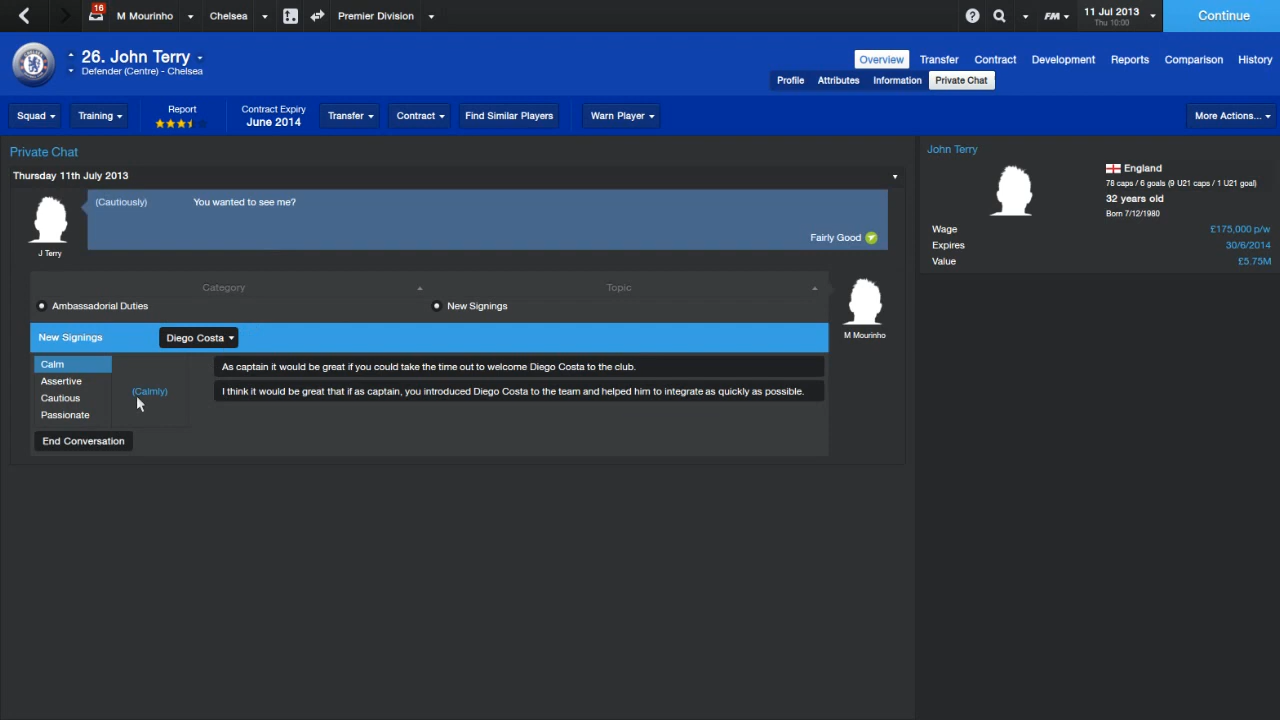 16
M Mourinho
Chelsea
Premier Division
FM
11 Jul 2013
Thu 10:00
Continue
26. John Terry
Defender (Centre) - Chelsea
Overview
Transfer
Contract
Development
Reports
Comparison
History
Profile
Attributes
Information
Private Chat
Squad
Training
Report
Contract Expiry
June 2014
Transfer
Contract
Find Similar Players
Warn Player
More Actions...
Private Chat
Thursday 11th July 2013
(Cautiously) You wanted to see me?
Fairly Good
J Terry
Category
Topic
Ambassadorial Duties
New Signings
M Mourinho
New Signings
Diego Costa
Calm
Assertive
Cautious
Passionate
(Calmly)
As captain it would be great if you could take the time out to welcome Diego Costa to the club.
I think it would be great that if as captain, you introduced Diego Costa to the team and helped him to integrate as quickly as possible.
End Conversation
John Terry
England
78 caps / 6 goals (9 U21 caps / 1 U21 goal)
32 years old
Born 7/12/1980
Wage £175,000 p/w
Expires 30/6/2014
Value £5.75M